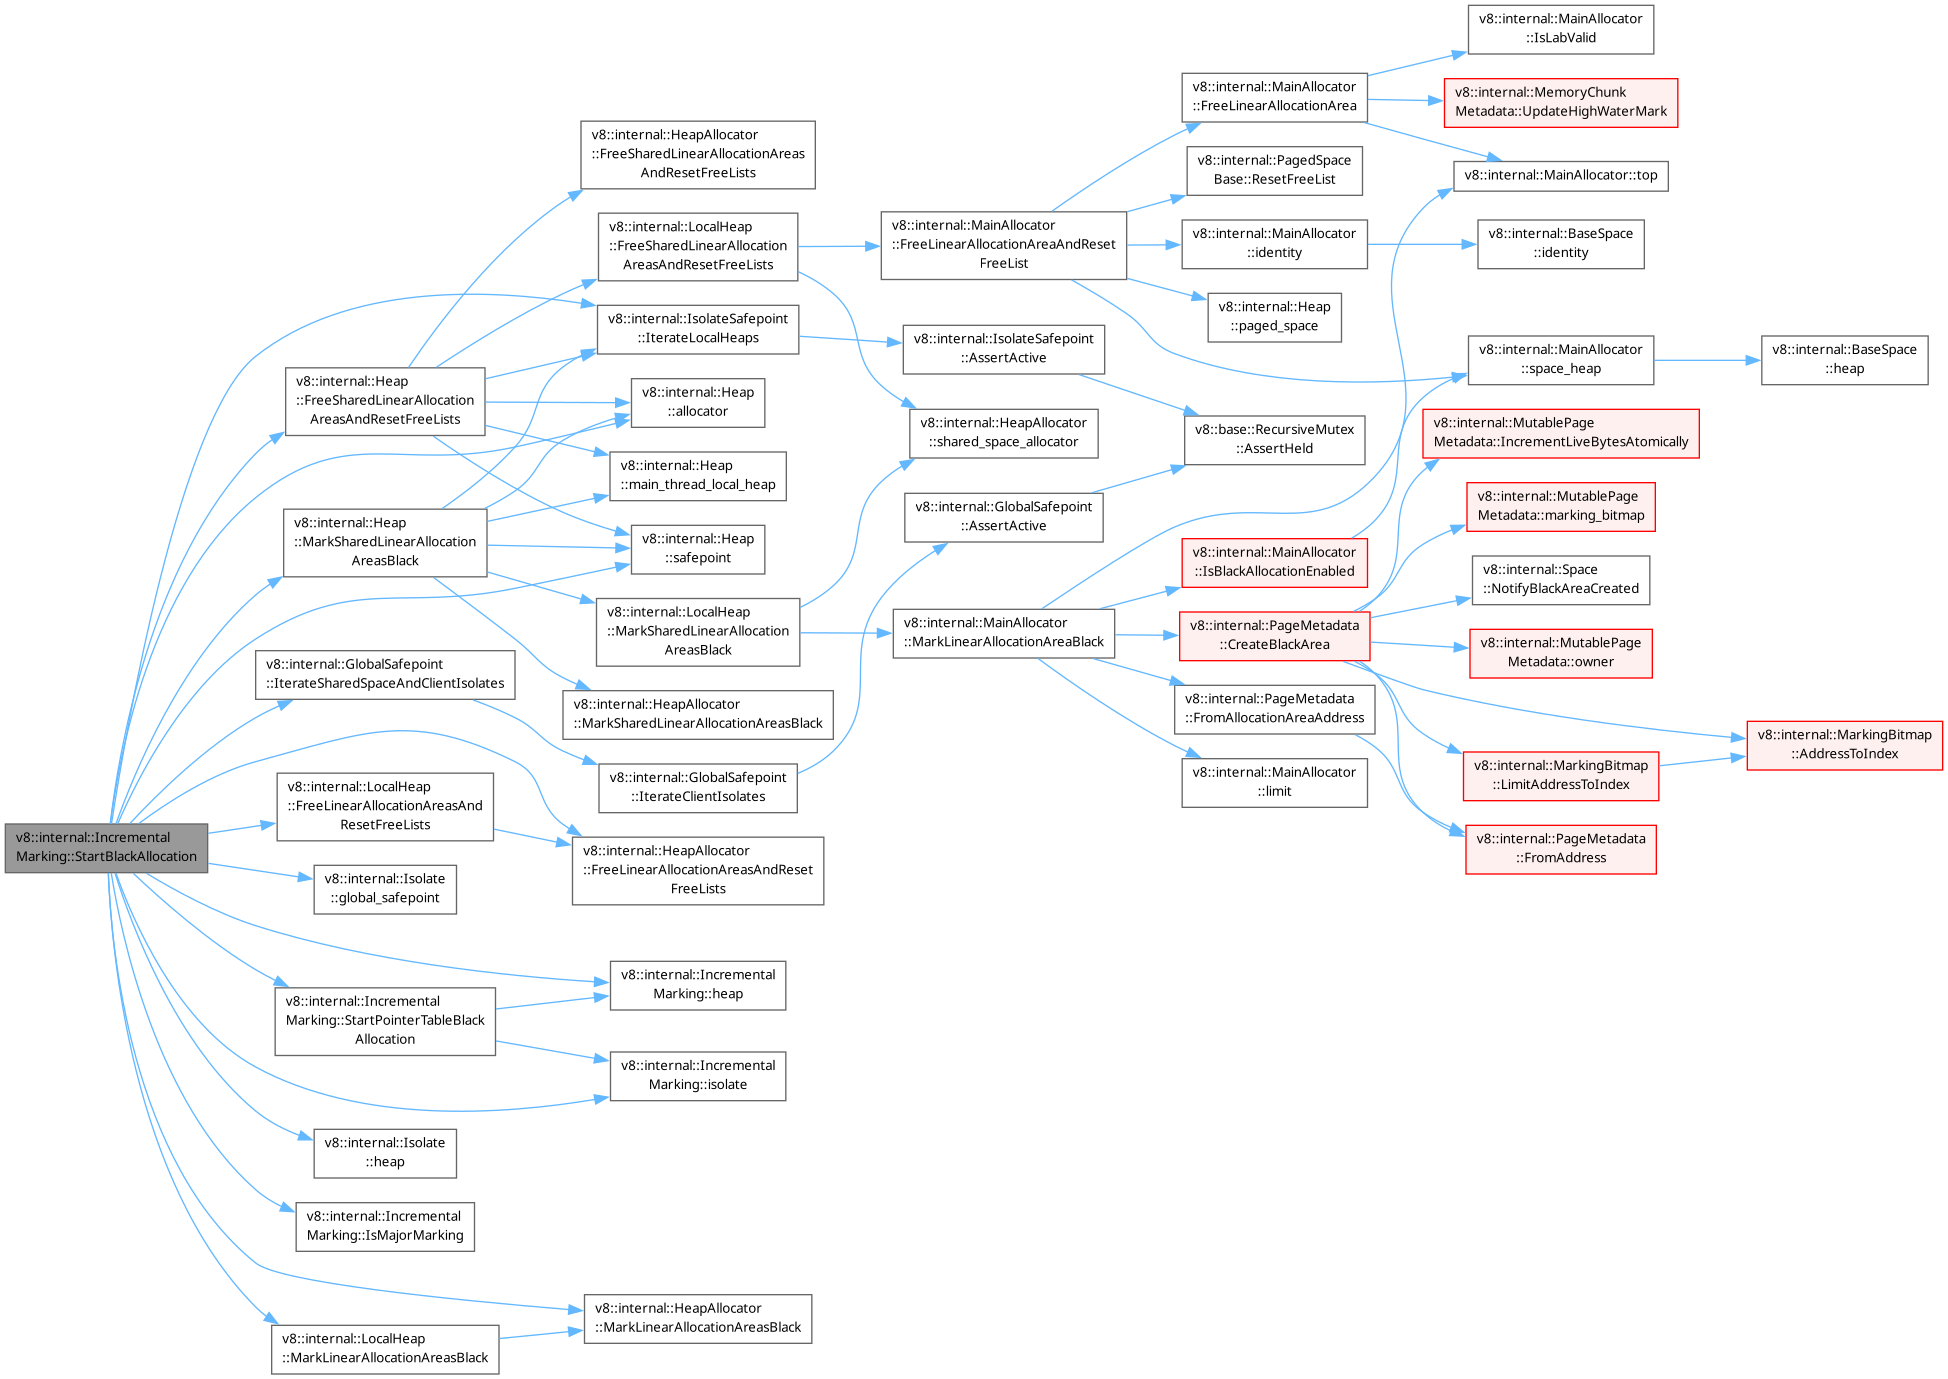 v8::internal::Incremental
Marking::StartBlackAllocation
v8::internal::Heap
::FreeSharedLinearAllocation
AreasAndResetFreeLists
v8::internal::Heap
::MarkSharedLinearAllocation
AreasBlack
v8::internal::GlobalSafepoint
::IterateSharedSpaceAndClientIsolates
v8::internal::LocalHeap
::FreeLinearAllocationAreasAnd
ResetFreeLists
v8::internal::Isolate
::global_safepoint
v8::internal::Incremental
Marking::StartPointerTableBlack
Allocation
v8::internal::Isolate
::heap
v8::internal::Incremental
Marking::IsMajorMarking
v8::internal::LocalHeap
::MarkLinearAllocationAreasBlack
v8::internal::HeapAllocator
::FreeSharedLinearAllocationAreas
AndResetFreeLists
v8::internal::LocalHeap
::FreeSharedLinearAllocation
AreasAndResetFreeLists
v8::internal::IsolateSafepoint
::IterateLocalHeaps
v8::internal::Heap
::allocator
v8::internal::Heap
::main_thread_local_heap
v8::internal::Heap
::safepoint
v8::internal::LocalHeap
::MarkSharedLinearAllocation
AreasBlack
v8::internal::HeapAllocator
::MarkSharedLinearAllocationAreasBlack
v8::internal::GlobalSafepoint
::IterateClientIsolates
v8::internal::HeapAllocator
::FreeLinearAllocationAreasAndReset
FreeLists
v8::internal::Incremental
Marking::heap
v8::internal::Incremental
Marking::isolate
v8::internal::HeapAllocator
::MarkLinearAllocationAreasBlack
v8::internal::MainAllocator
::FreeLinearAllocationAreaAndReset
FreeList
v8::internal::IsolateSafepoint
::AssertActive
v8::internal::HeapAllocator
::shared_space_allocator
v8::internal::GlobalSafepoint
::AssertActive
v8::internal::MainAllocator
::MarkLinearAllocationAreaBlack
v8::internal::MainAllocator
::FreeLinearAllocationArea
v8::internal::PagedSpace
Base::ResetFreeList
v8::internal::MainAllocator
::identity
v8::internal::Heap
::paged_space
v8::base::RecursiveMutex
::AssertHeld
v8::internal::MainAllocator
::IsBlackAllocationEnabled
v8::internal::PageMetadata
::CreateBlackArea
v8::internal::PageMetadata
::FromAllocationAreaAddress
v8::internal::MainAllocator
::limit
v8::internal::MainAllocator
::IsLabValid
v8::internal::MemoryChunk
Metadata::UpdateHighWaterMark
v8::internal::MainAllocator::top
v8::internal::BaseSpace
::identity
v8::internal::MainAllocator
::space_heap
v8::internal::MutablePage
Metadata::IncrementLiveBytesAtomically
v8::internal::MutablePage
Metadata::marking_bitmap
v8::internal::Space
::NotifyBlackAreaCreated
v8::internal::MutablePage
Metadata::owner
v8::internal::MarkingBitmap
::LimitAddressToIndex
v8::internal::PageMetadata
::FromAddress
v8::internal::BaseSpace
::heap
v8::internal::MarkingBitmap
::AddressToIndex